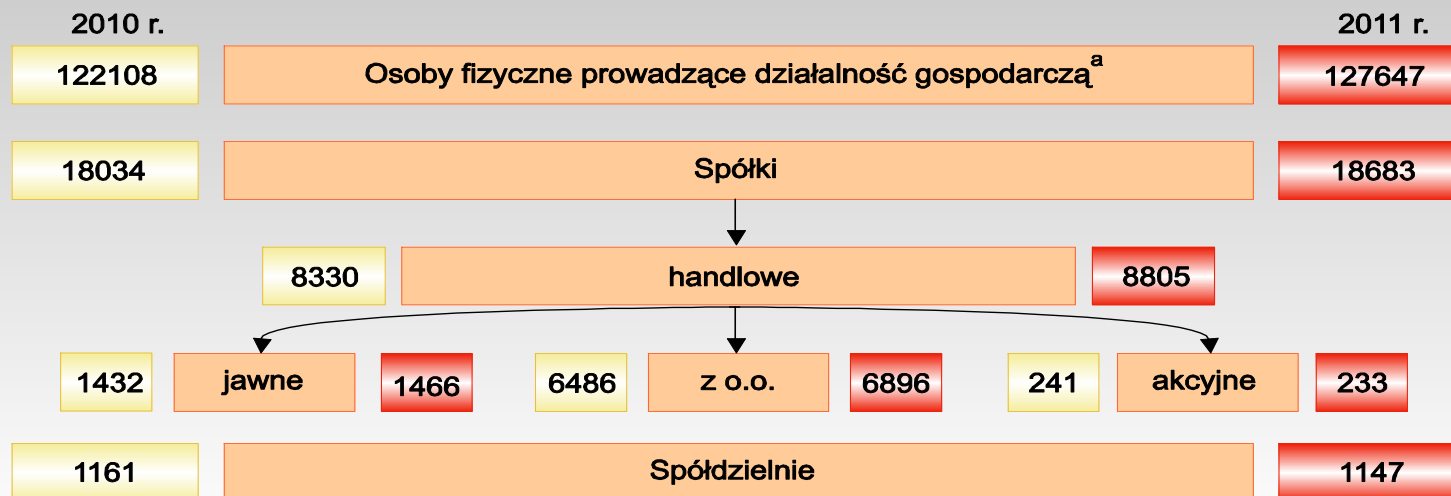 2010 r. 2011 r.
122108 Osoby fizyczne prowadzące działalność gospodarczą a 127647
18034 Spółki 18683
8330 handlowe 8805
1432 jawne 1466 6486 z o.o. 6896 241 akcyjne 233
1161 Spółdzielnie 1147